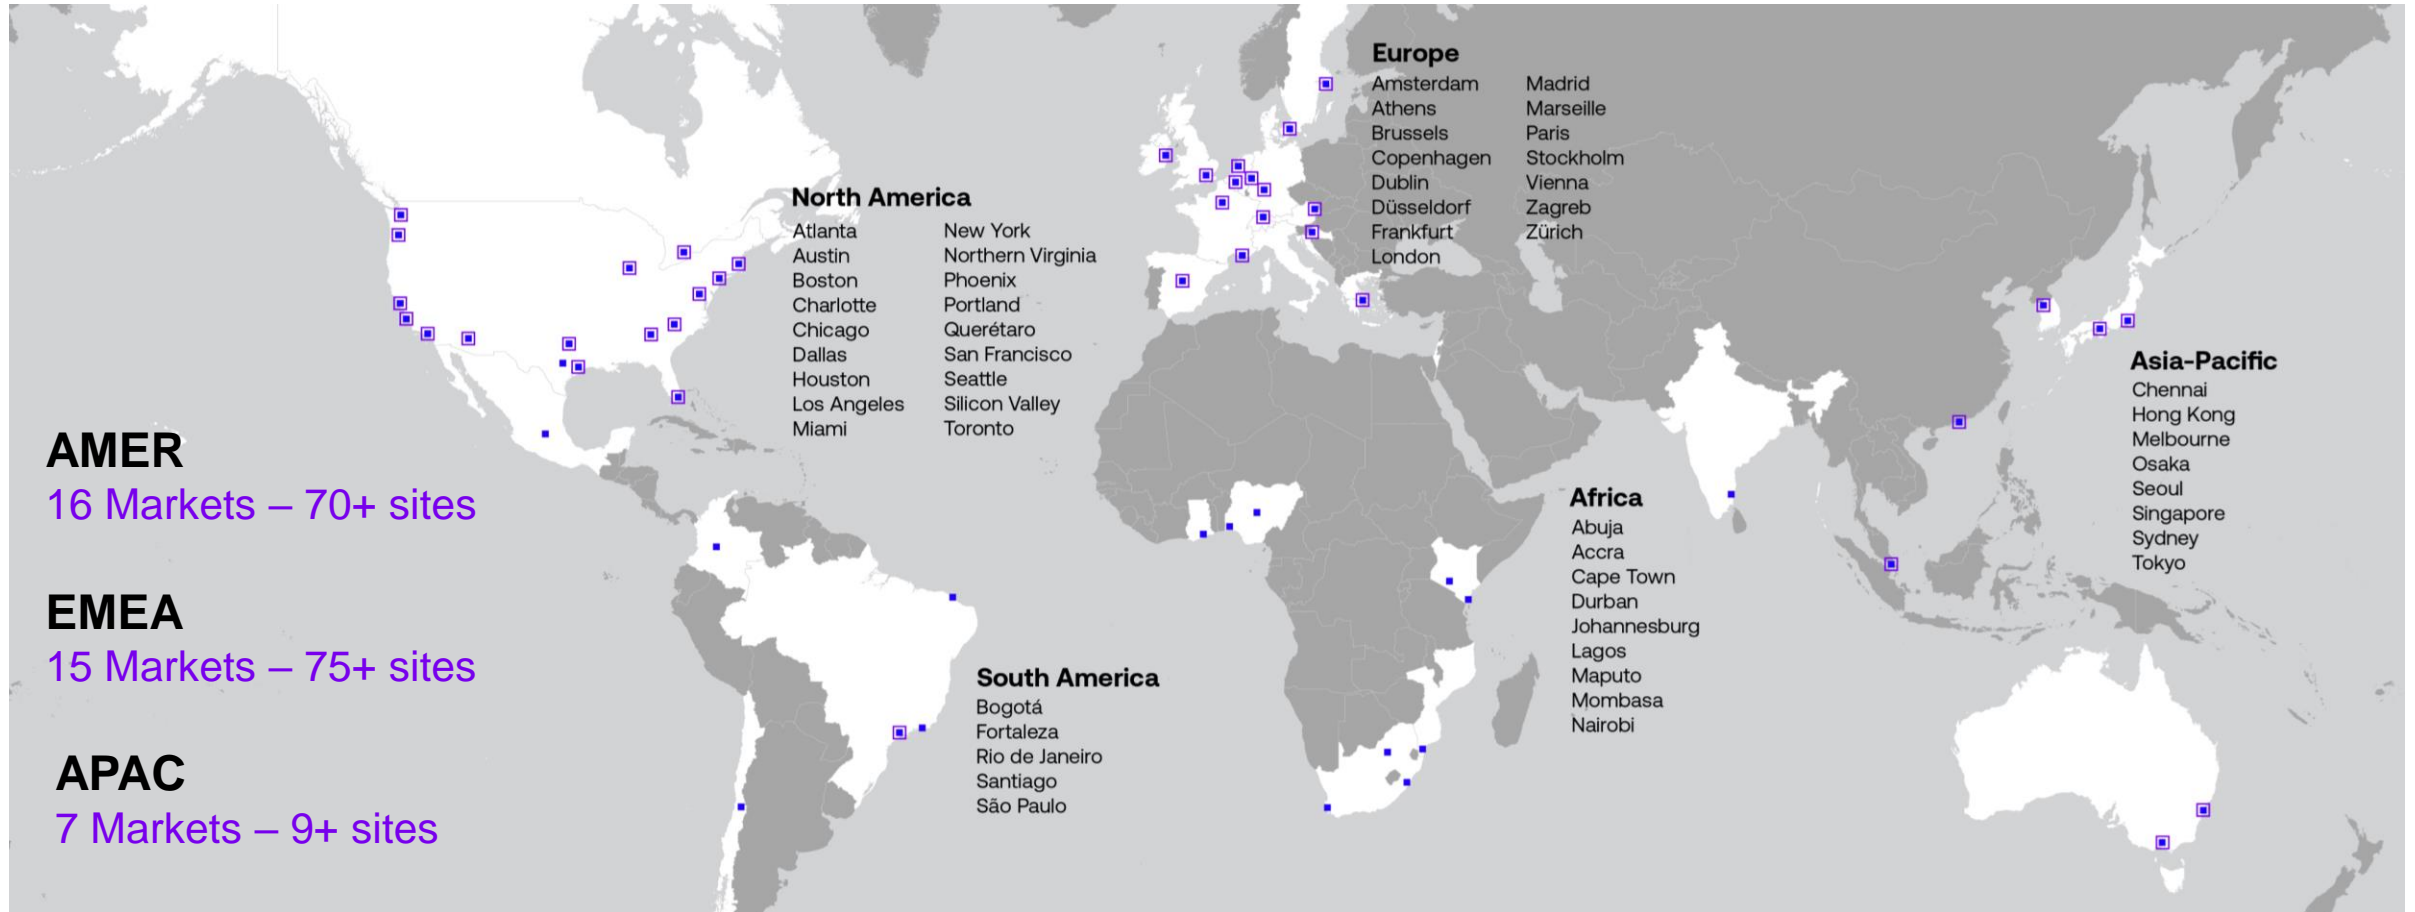 AMER
16 Markets – 70+ sites
EMEA
15 Markets – 75+ sites
APAC
7 Markets – 9+ sites
North America
Atlanta
Austin
Boston
Charlotte
Chicago
Dallas
Houston
Los Angeles
Miami
New York
Northern Virginia
Phoenix
Portland
Querétaro
San Francisco
Seattle
Silicon Valley
Toronto
South America
Bogotá
Fortaleza
Rio de Janeiro
Santiago
São Paulo
Europe
Amsterdam
Athens
Brussels
Copenhagen
Dublin
Düsseldorf
Frankfurt
London
Madrid
Marseille
Paris
Stockholm
Vienna
Zagreb
Zürich
Africa
Abuja
Accra
Cape Town
Durban
Johannesburg
Lagos
Maputo
Mombasa
Nairobi
Asia-Pacific
Chennai
Hong Kong
Melbourne
Osaka
Seoul
Singapore
Sydney
Tokyo